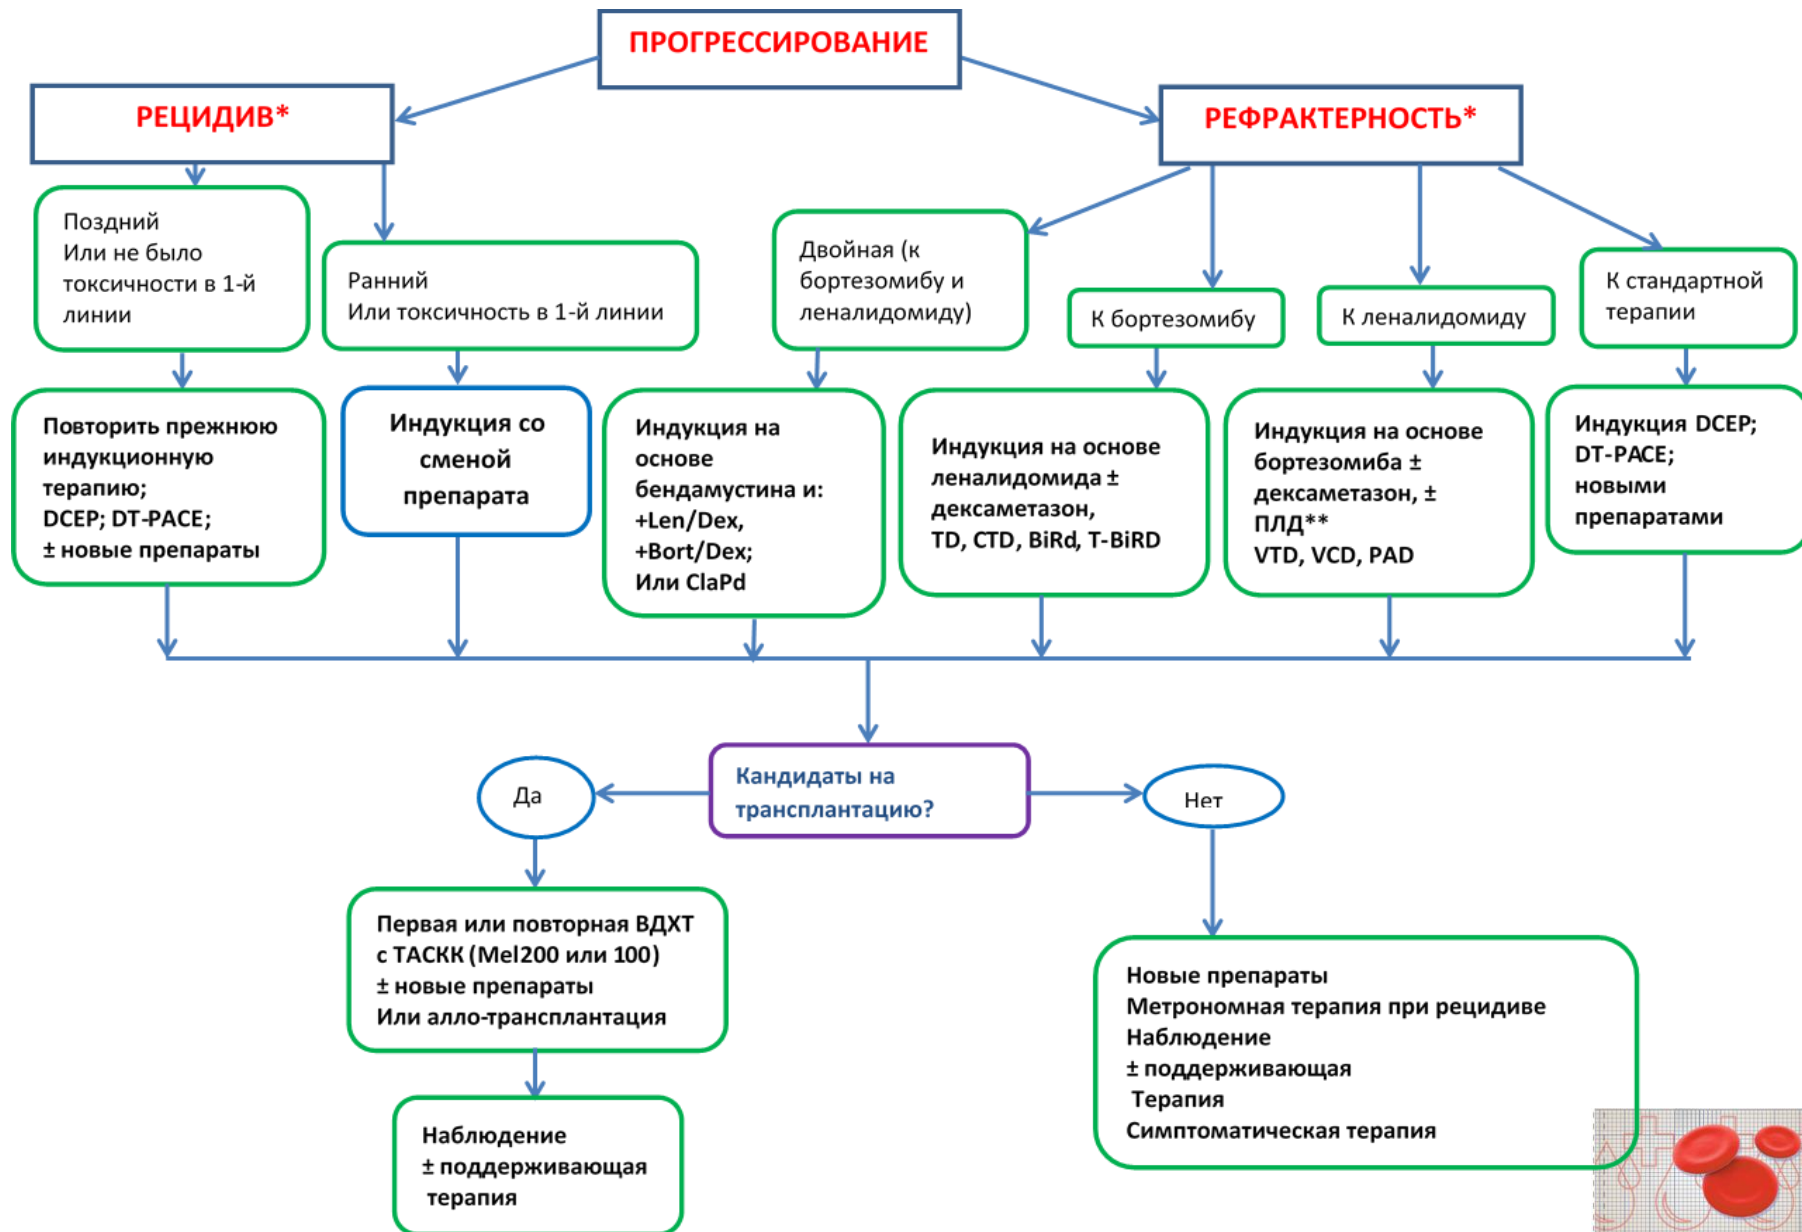 ПРОГРЕССИРОВАНИЕ
РЕЦИДИВ*
РЕФРАКТЕРНОСТЬ*
Поздний
Или не было
токсичности в 1-й
линии
Ранний
Или токсичность в 1-й линии
Двойная (к
бортезомибу и
леналидомиду)
К бортезомибу
К леналидомиду
К стандартной
терапии
Повторить прежнюю
индукционную
терапию;
DCEP; DT-PACE;
± новые препараты
Индукция со
сменой
препарата
Индукция на
основе
бендамустина и:
+Len/Dex,
+Bort/Dex;
Или ClaPd
Индукция на основе
леналидомида ±
дексаметазон,
TD, CTD, BiRd, T-BiRD
Индукция на основе
бортезомиба ±
дексаметазон, ±
ПЛД**
VTD, VCD, PAD
Индукция DCEP;
DT-PACE;
новыми
препаратами
Кандидаты на
трансплантацию?
Да
Нет
Первая или повторная ВДХТ
с ТАСКК (Mel200 или 100)
± новые препараты
Или алло-трансплантация
Наблюдение
± поддерживающая
терапия
Новые препараты
Метрономная терапия при рецидиве
Наблюдение
± поддерживающая
Терапия
Симптоматическая терапия